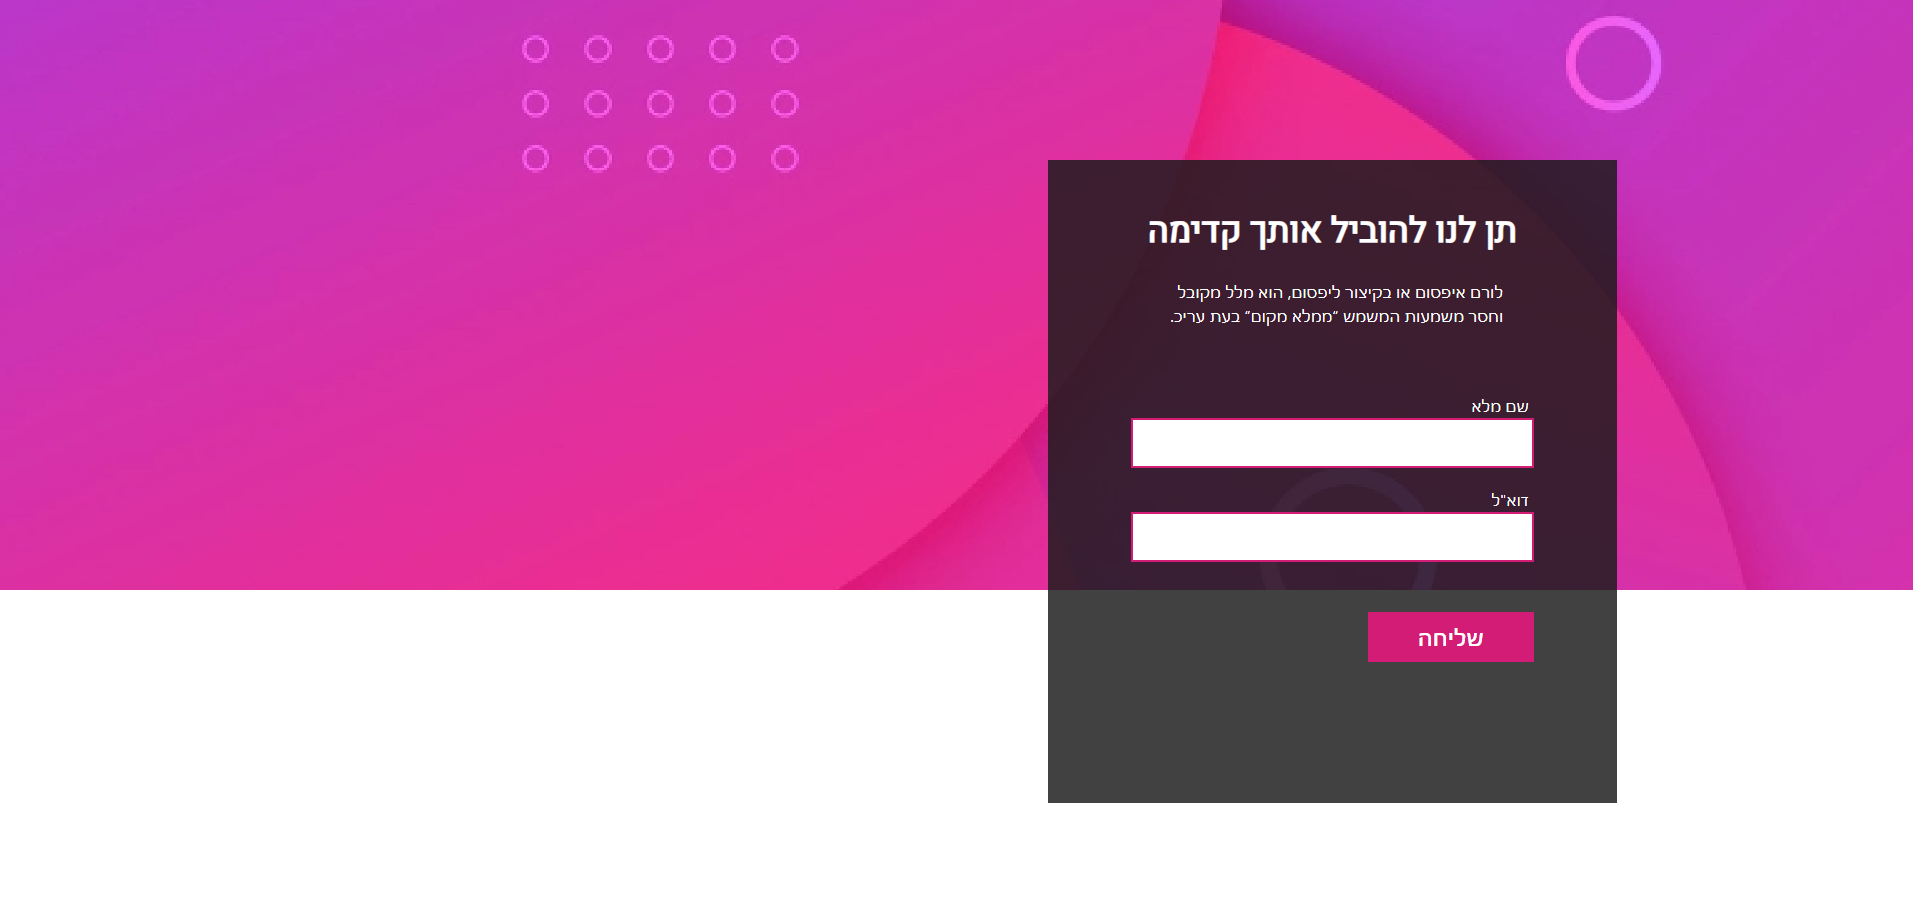 תן לנו להוביל אותך קדימה
לורם איפסום או בקיצור ליפסום, הוא מלל מקובל
וחסר משמעות המשמש "ממלא מקום" בעת עריכ.
שם מלא
דוא"ל
שליחה